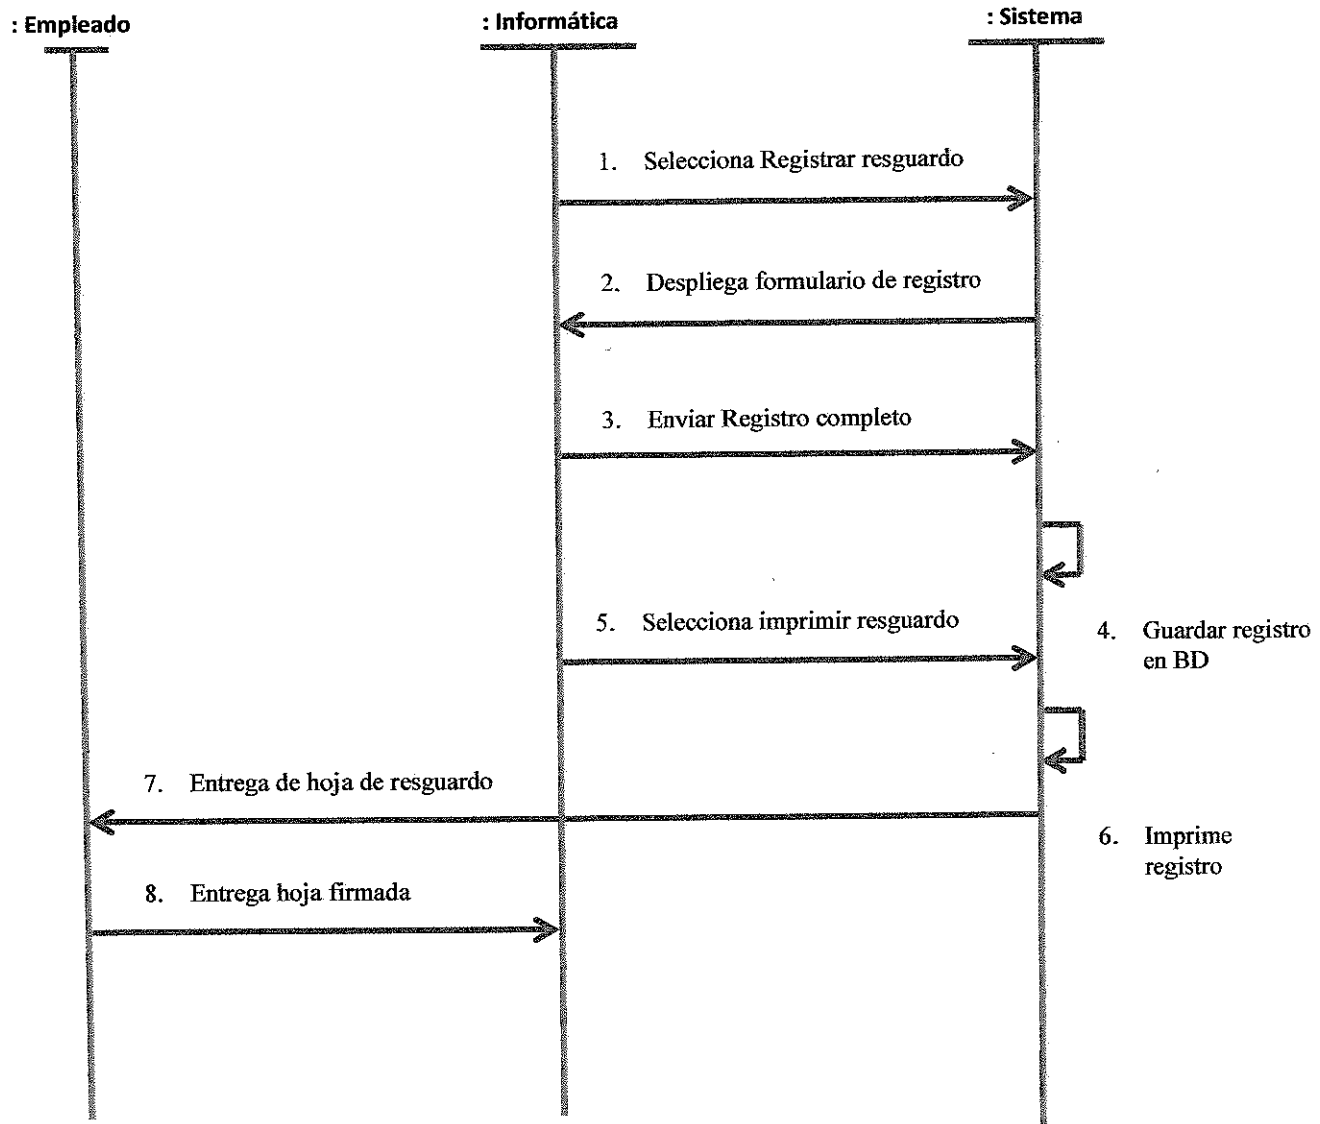 : Empleado
: Informática
: Sistema
1. Selecciona Registrar resguardo
2. Despliega formulario de registro
3. Enviar Registro completo
5. Selecciona imprimir resguardo
4. Guardar registro
en BD
7. Entrega de hoja de resguardo
6. Imprime
registro
8. Entrega hoja firmada